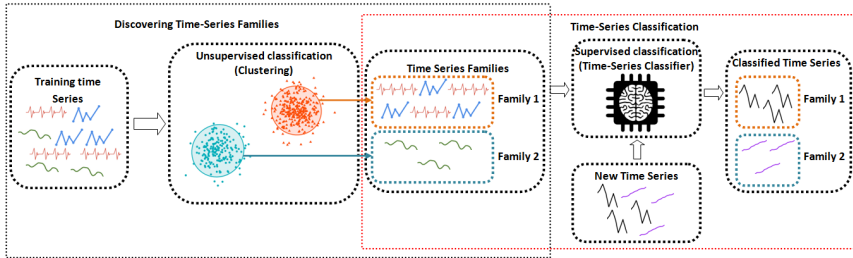 Discovering Time-Series Families
Time-Series Classification
Training time
Series
Unsupervised classification
(Clustering)
Time Series Families
Family 1
Family 2
Supervised classification
(Time-Series Classifier)
New Time Series
Classified Time Series
Family 1
Family 2